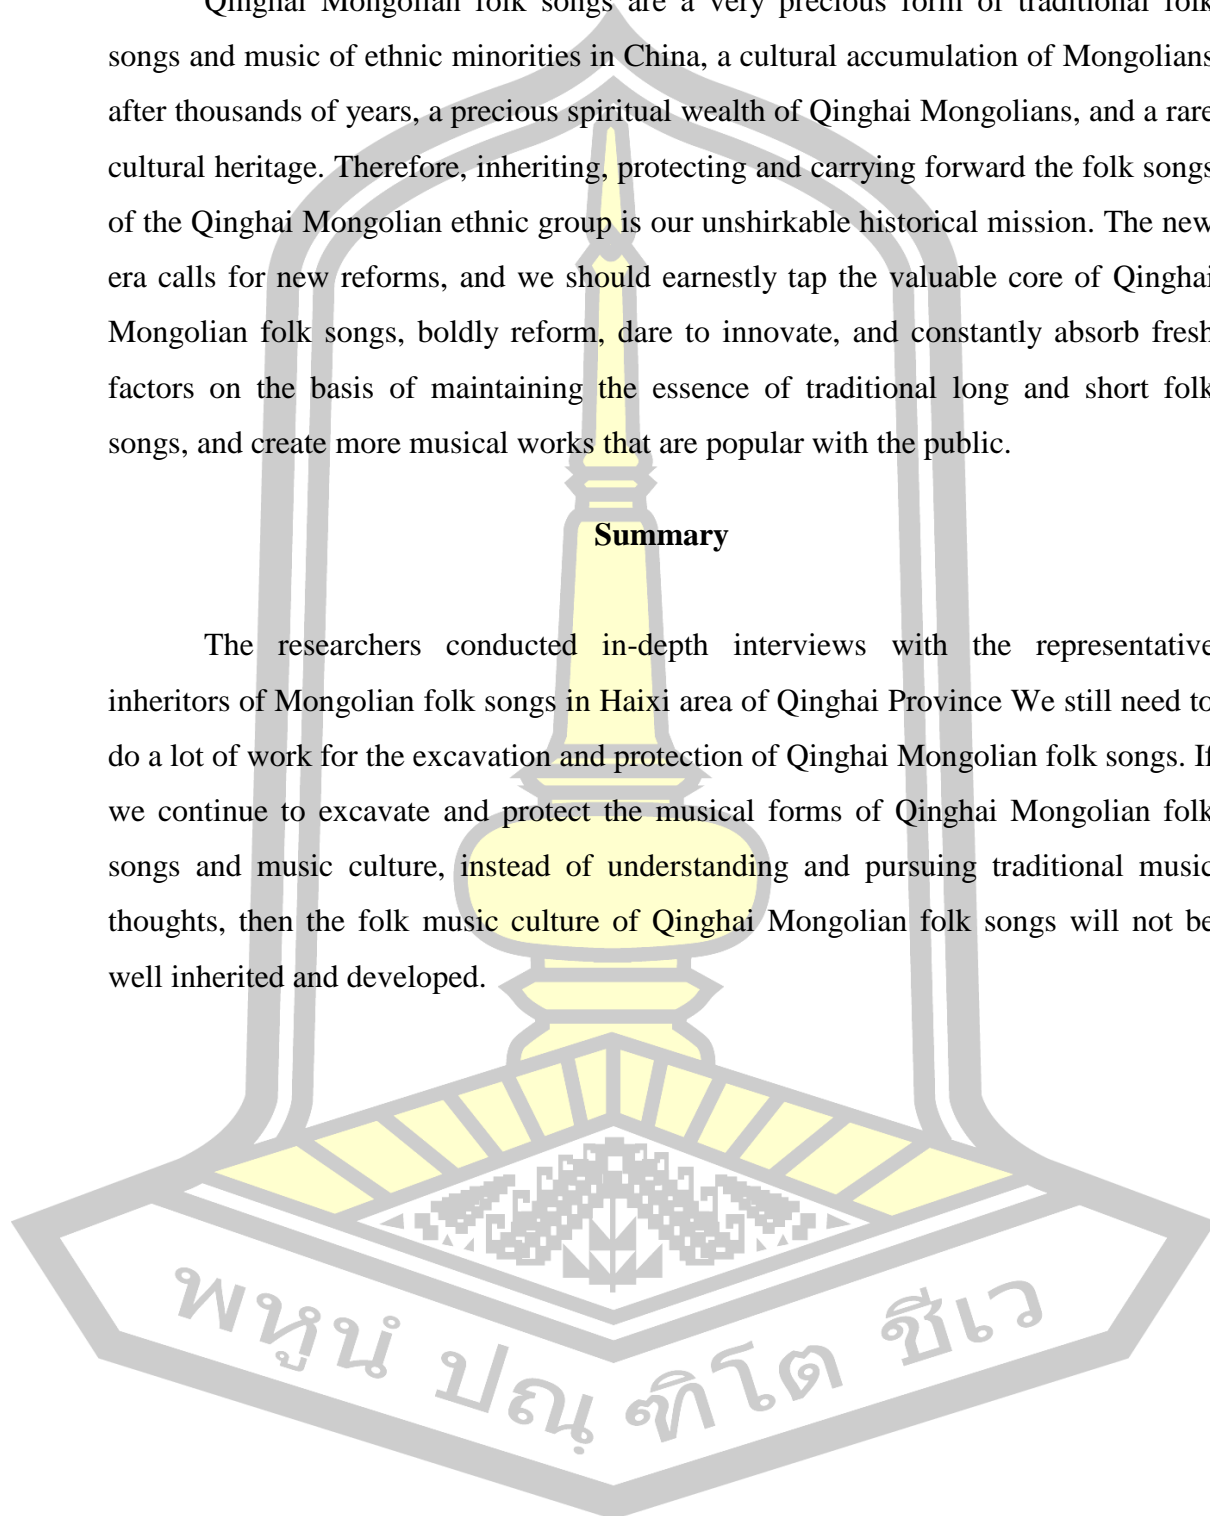 Qinghai Mongolian folk songs are a very precious form of traditional folk
songs and music of ethnic minorities in China, a cultural accumulation of Mongolians
after thousands of years, a precious spiritual wealth of Qinghai Mongolians, and a rare
cultural heritage. Therefore, inheriting, protecting and carrying forward the folk songs
of the Qinghai Mongolian ethnic group is our unshirkable historical mission. The new
era calls for new reforms, and we should earnestly tap the valuable core of Qinghai
Mongolian folk songs, boldly reform, dare to innovate, and constantly absorb fresh
factors on the basis of maintaining the essence of traditional long and short folk
songs, and create more musical works that are popular with the public.
Summary
The researchers conducted in-depth interviews with the representative
inheritors of Mongolian folk songs in Haixi area of Qinghai Province We still need to
do a lot of work for the excavation and protection of Qinghai Mongolian folk songs. If
we continue to excavate and protect the musical forms of Qinghai Mongolian folk
songs and music culture, instead of understanding and pursuing traditional music
thoughts, then the folk music culture of Qinghai Mongolian folk songs will not be
well inherited and developed.
พหูนํ ปณฺ ฑิโต ชีเว